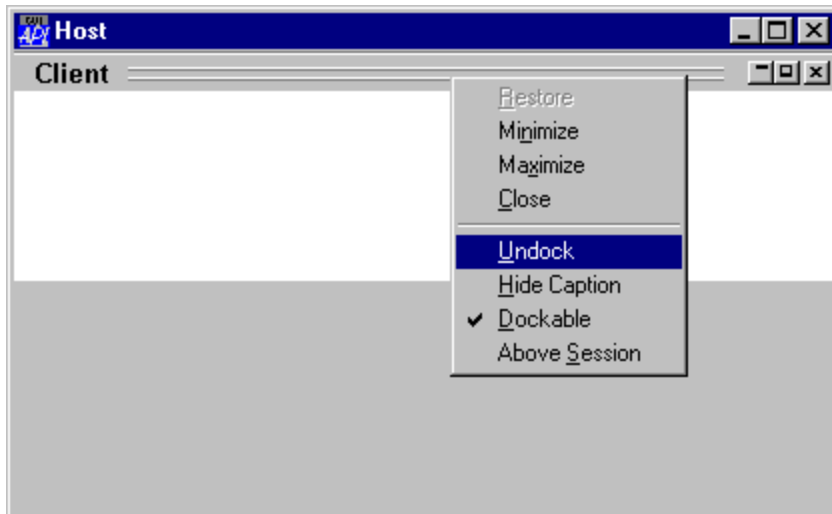 Host
Client
Restore
Minimize
Maximize
Close
Undock
Hide Caption
Dockable
Above Session